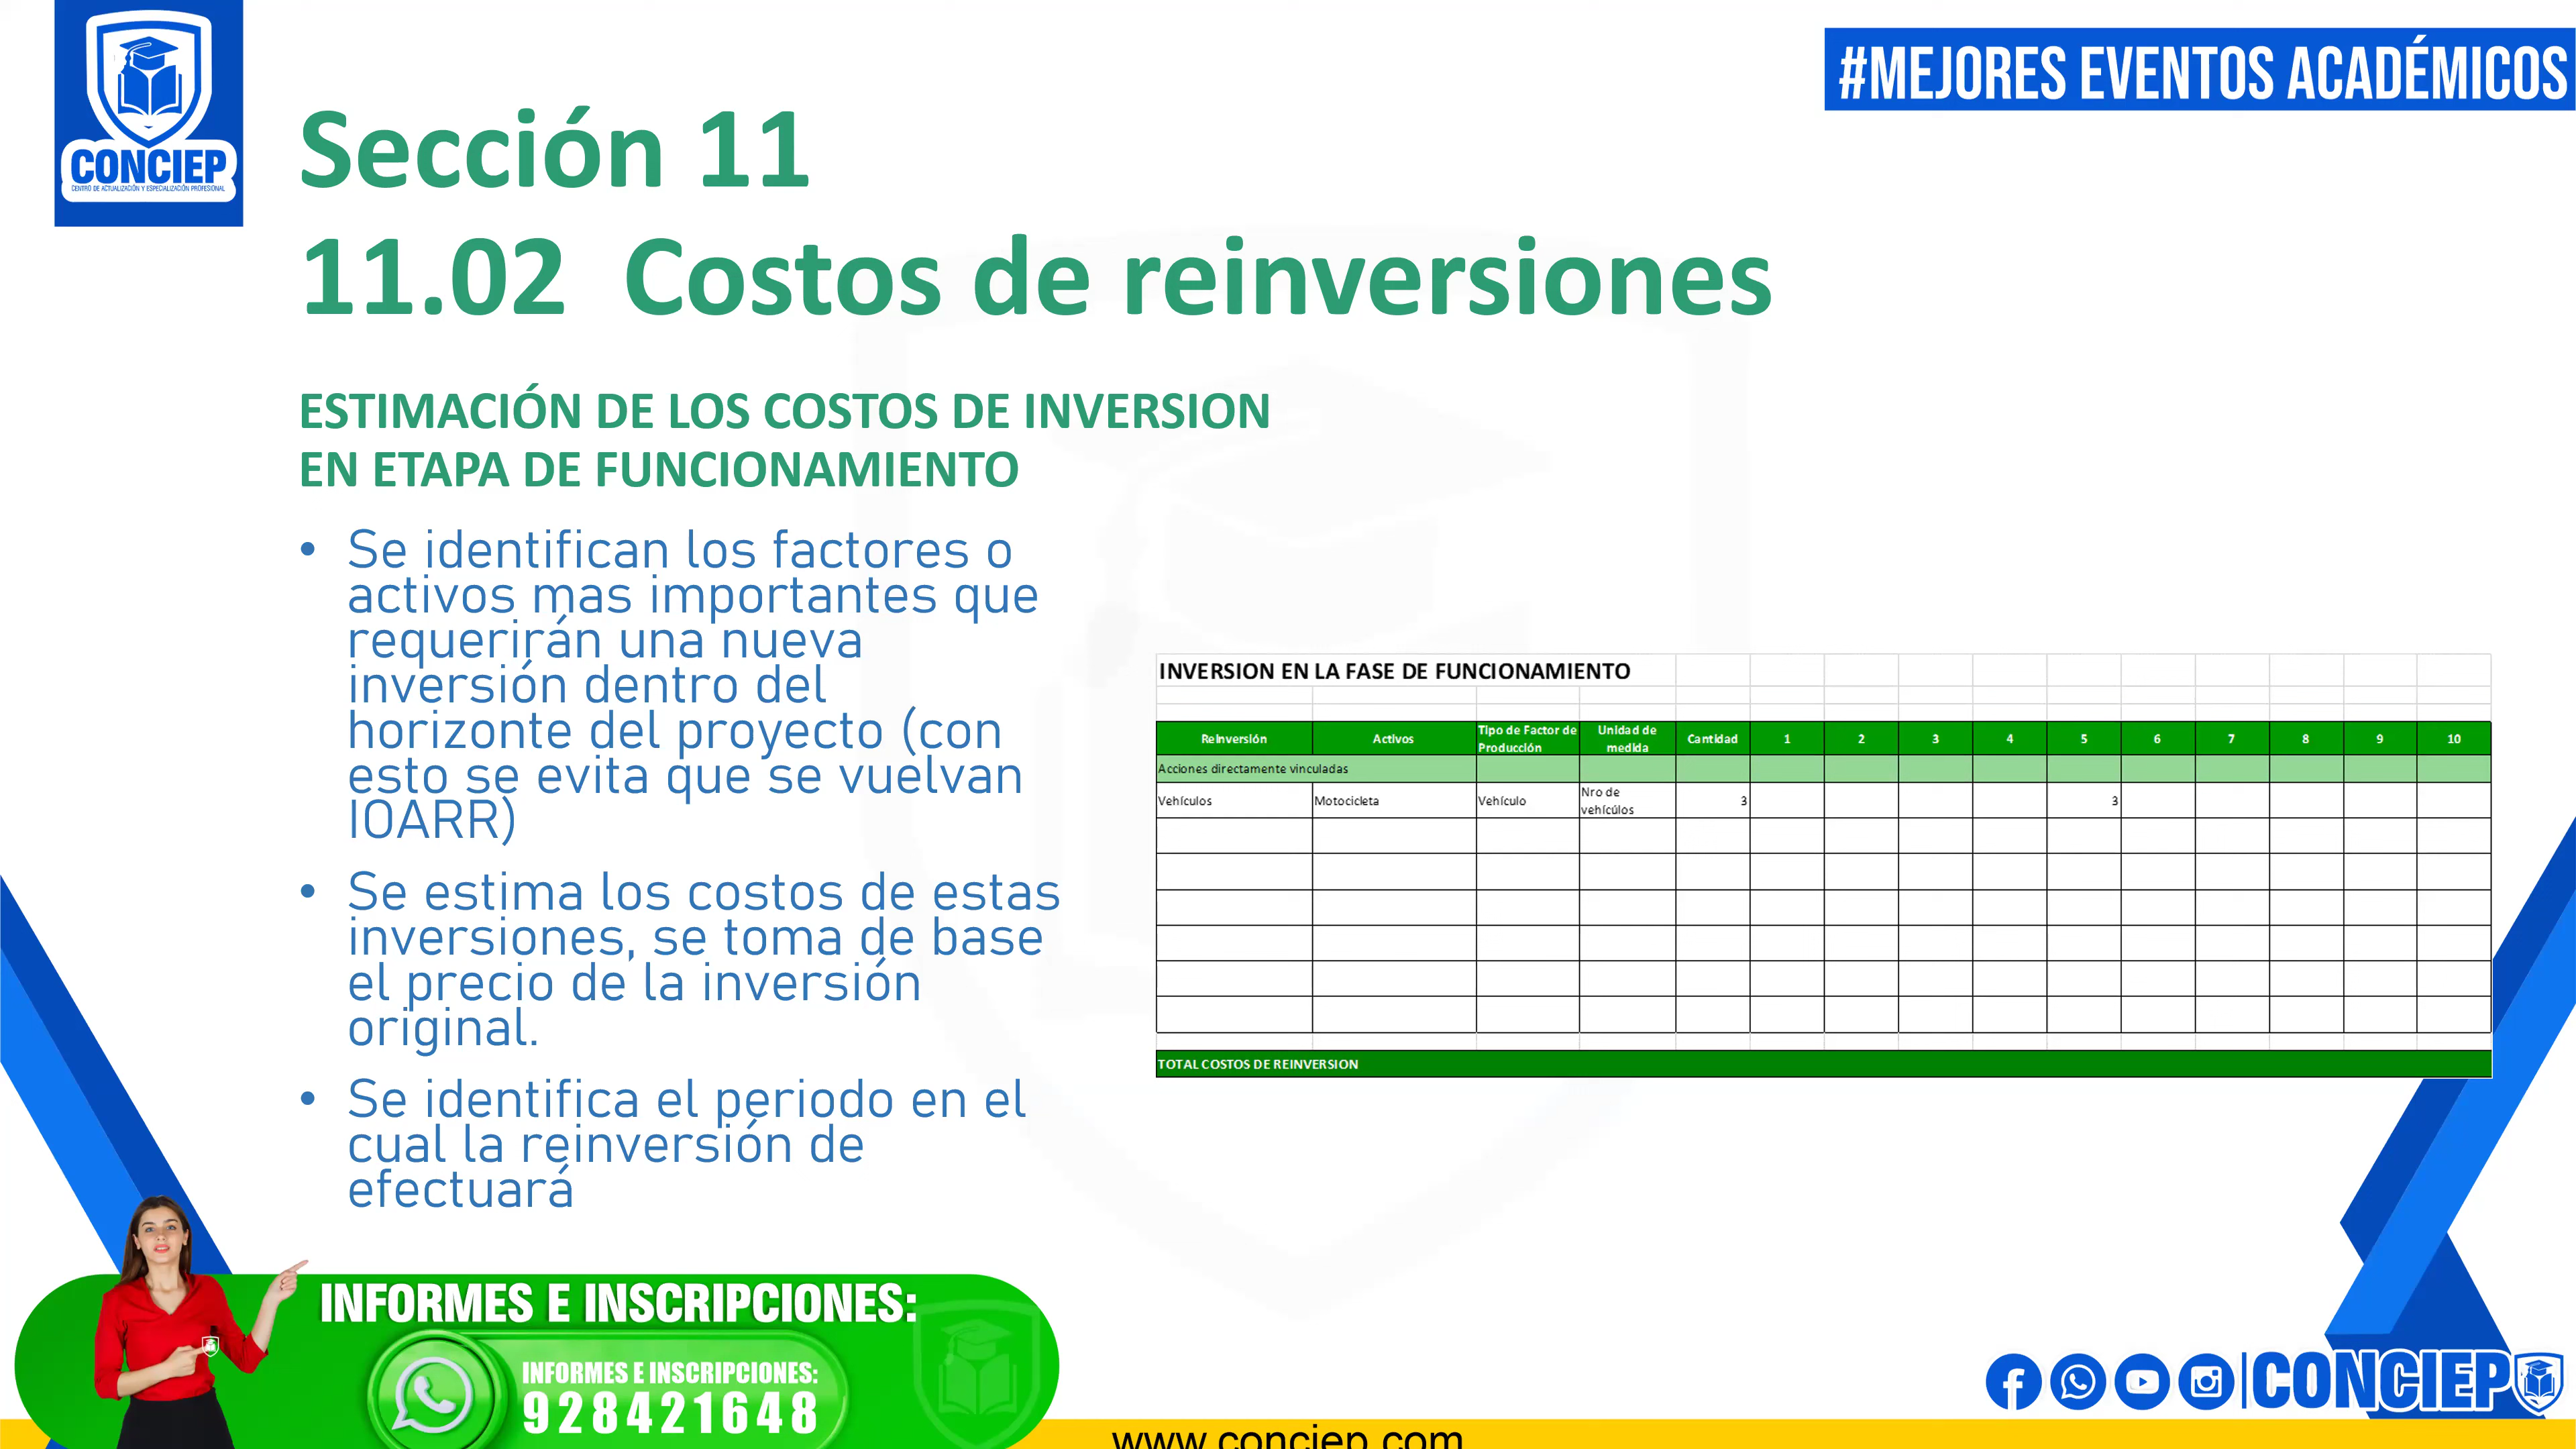 CONCIEP
CENTRO DE ACTUALIZACIÓN Y ESPECIALIZACIÓN PROFESIONAL
#MEJORES EVENTOS ACADÉMICOS
Sección 11
11.02 Costos de reinversiones
ESTIMACIÓN DE LOS COSTOS DE INVERSION
EN ETAPA DE FUNCIONAMIENTO
• Se identifican los factores o
activos mas importantes que
requerirán una nueva
inversión dentro del
horizonte del proyecto (con
esto se evita que se vuelvan
IOARR)
• Se estima los costos de estas
inversiones, se toma de base
el precio de la inversión
original.
• Se identifica el periodo en el
cual la reinversión de
efectuará
INVERSION EN LA FASE DE FUNCIONAMIENTO
Reinversión Activos Tipo de Factor de Producción Unidad de medida Cantidad 1 2 3 4 5 6 7 8 9 10
Acciones directamente vinculadas
Vehículos Motocicleta Vehículo Nro de vehícúlos 3 3
TOTAL COSTOS DE REINVERSION
INFORMES E INSCRIPCIONES:
INFORMES E INSCRIPCIONES:
928421648
www.conciep.com
CONCIEP